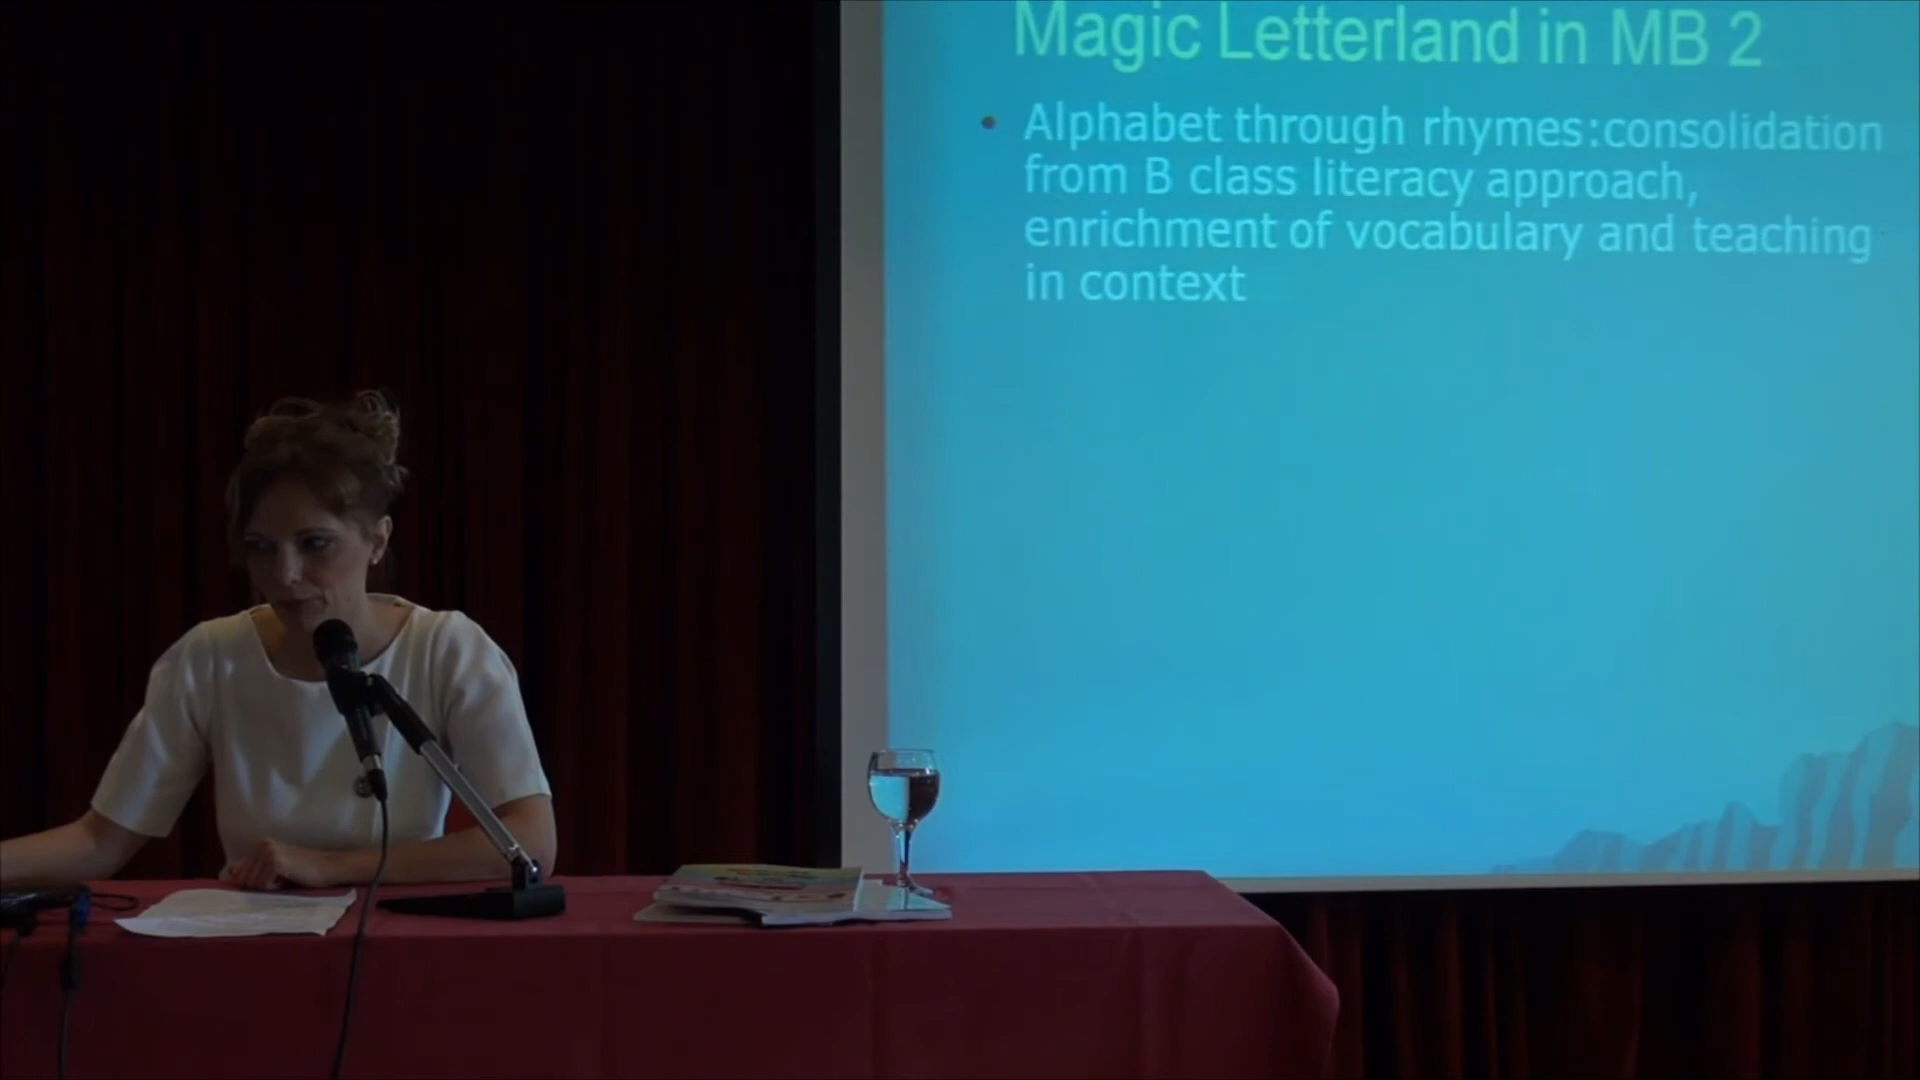 Magic Letterland in MB 2
• Alphabet through rhymes:consolidation
from B class literacy approach,
enrichment of vocabulary and teaching
in context